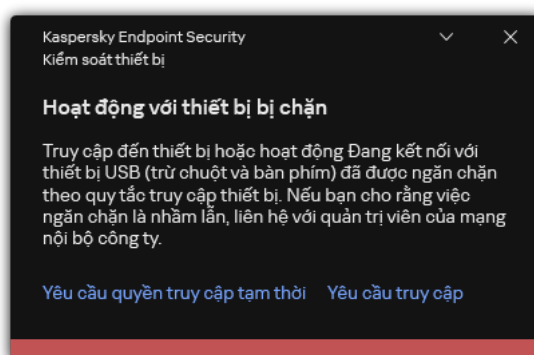 Kaspersky Endpoint Security
Kiểm soát thiết bị
Hoạt động với thiết bị bị chặn
Truy cập đến thiết bị hoặc hoạt động Đang kết nối với
thiết bị USB (trừ chuột và bàn phím) đã được ngăn chặn
theo quy tắc truy cập thiết bị. Nếu bạn cho rằng việc
ngăn chặn là nhầm lẫn, liên hệ với quản trị viên của mạng
nội bộ công ty.
Yêu cầu quyền truy cập tạm thời Yêu cầu truy cập